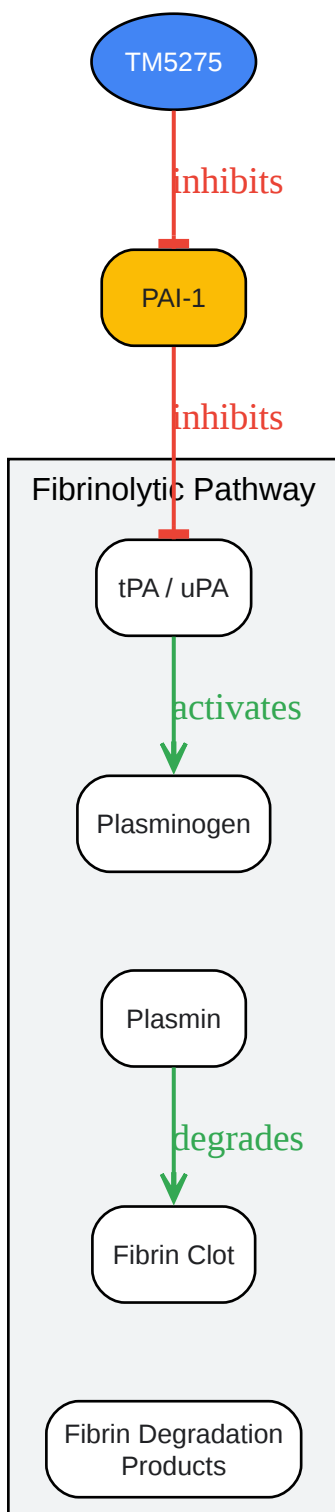 TM5275
inhibits
PAI-1
inhibits
Fibrinolytic Pathway
tPA / uPA
activates
Plasminogen
Plasmin
degrades
Fibrin Clot
Fibrin Degradation
Products